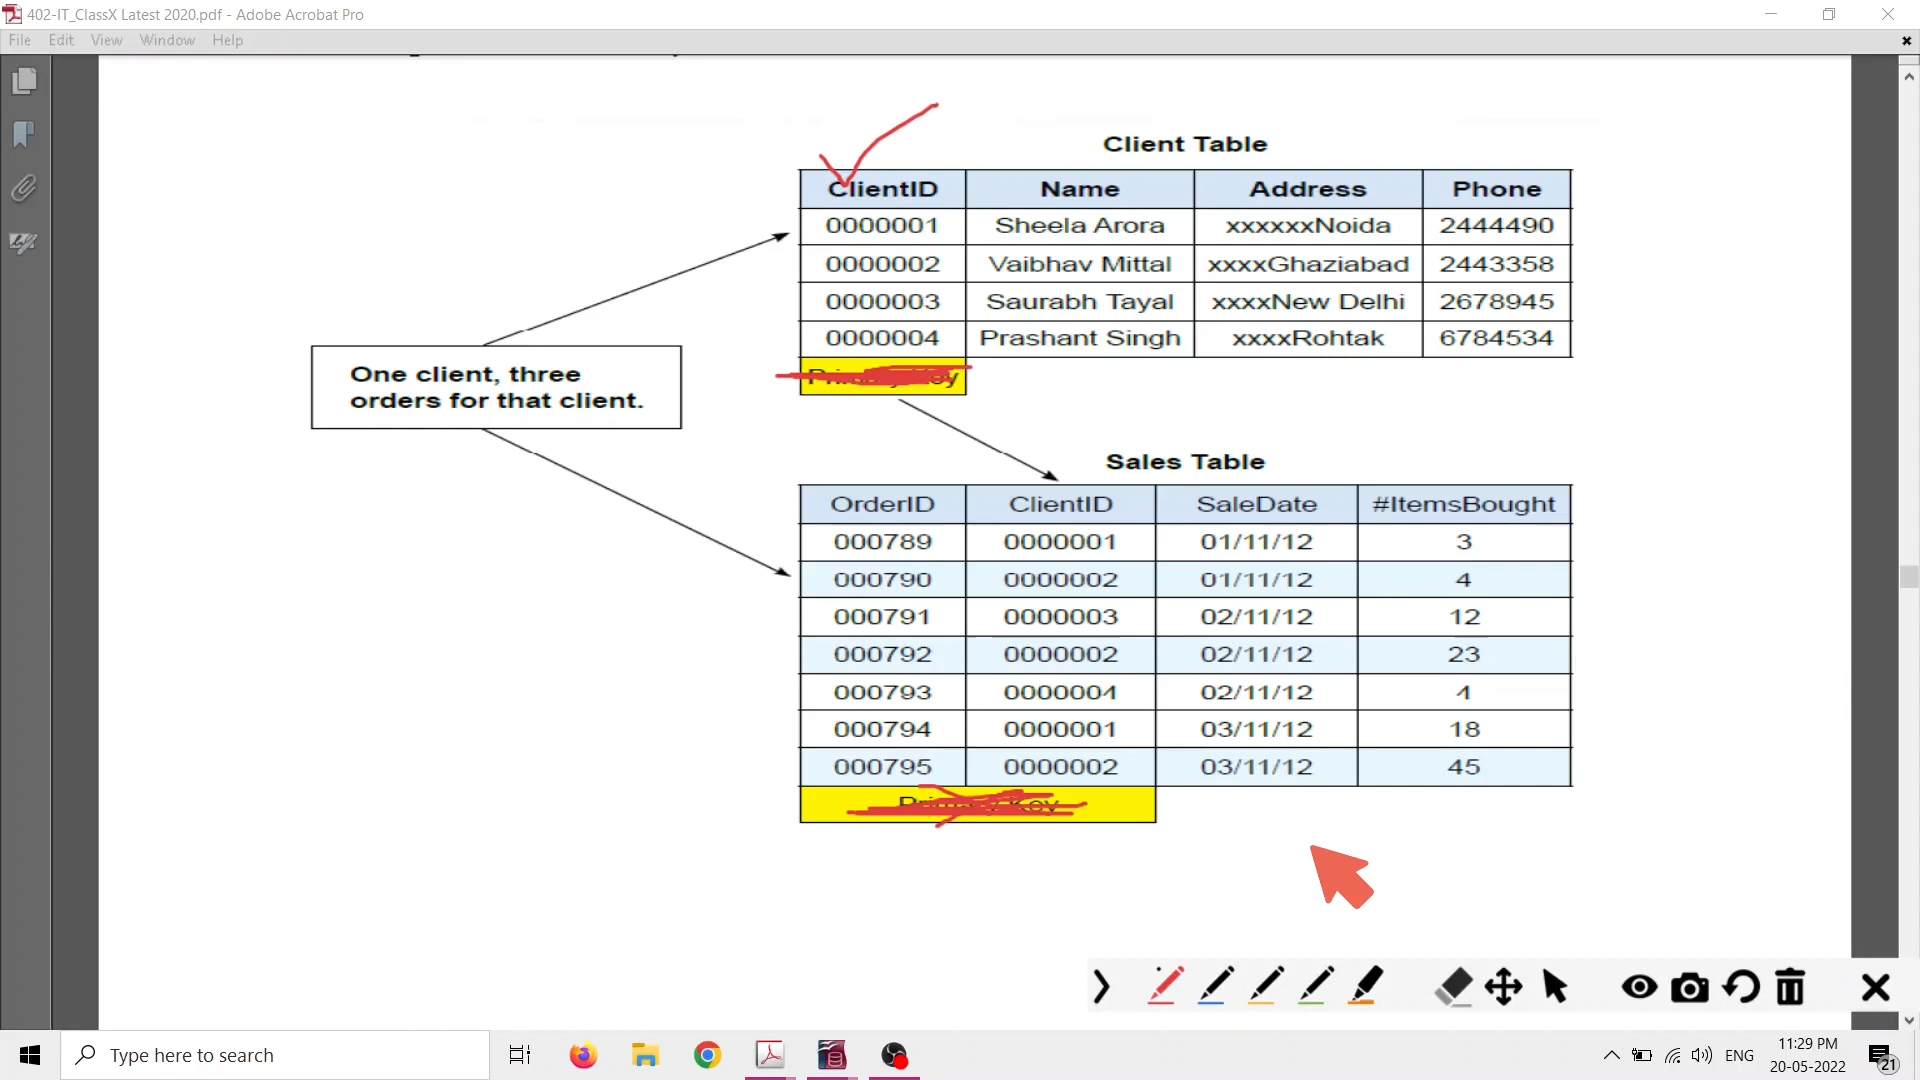 402-IT_ClassX Latest 2020.pdf - Adobe Acrobat Pro
File Edit View Window Help
Client Table
ClientID Name Address Phone
0000001 Sheela Arora xxxxxxNoida 2444490
0000002 Vaibhav Mittal xxxxGhaziabad 2443358
0000003 Saurabh Tayal xxxxNew Delhi 2678945
0000004 Prashant Singh xxxxRohtak 6784534
Primary Key
One client, three
orders for that client.
Sales Table
OrderID ClientID SaleDate #ItemsBought
000789 0000001 01/11/12 3
000790 0000002 01/11/12 4
000791 0000003 02/11/12 12
000792 0000002 02/11/12 23
000793 0000004 02/11/12 4
000794 0000001 03/11/12 18
000795 0000002 03/11/12 45
Primary Key
Type here to search
ENG
11:29 PM
20-05-2022
21